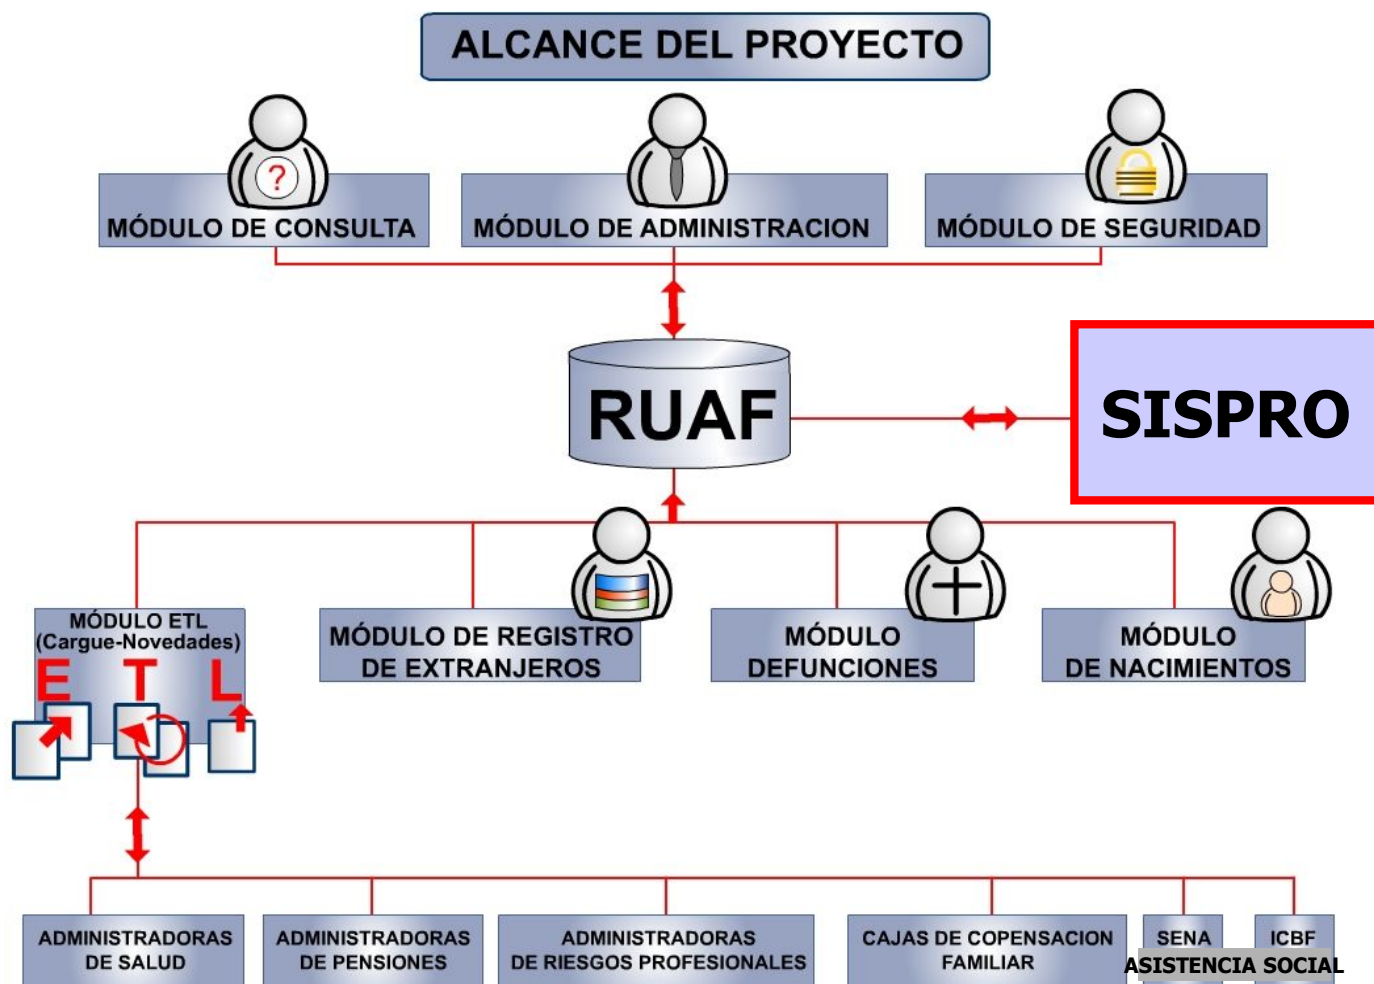 ALCANCE DEL PROYECTO
?
MÓDULO DE CONSULTA
MÓDULO DE ADMINISTRACION
MÓDULO DE SEGURIDAD
RUAF
SISPRO
MÓDULO ETL
(Cargue-Novedades)
E T L
MÓDULO DE REGISTRO
DE EXTRANJEROS
MÓDULO
DEFUNCIONES
MÓDULO
DE NACIMIENTOS
ADMINISTRADORAS
DE SALUD
ADMINISTRADORAS
DE PENSIONES
ADMINISTRADORAS
DE RIESGOS PROFESIONALES
CAJAS DE COPENSACION
FAMILIAR
SENA
ICBF
ASISTENCIA SOCIAL